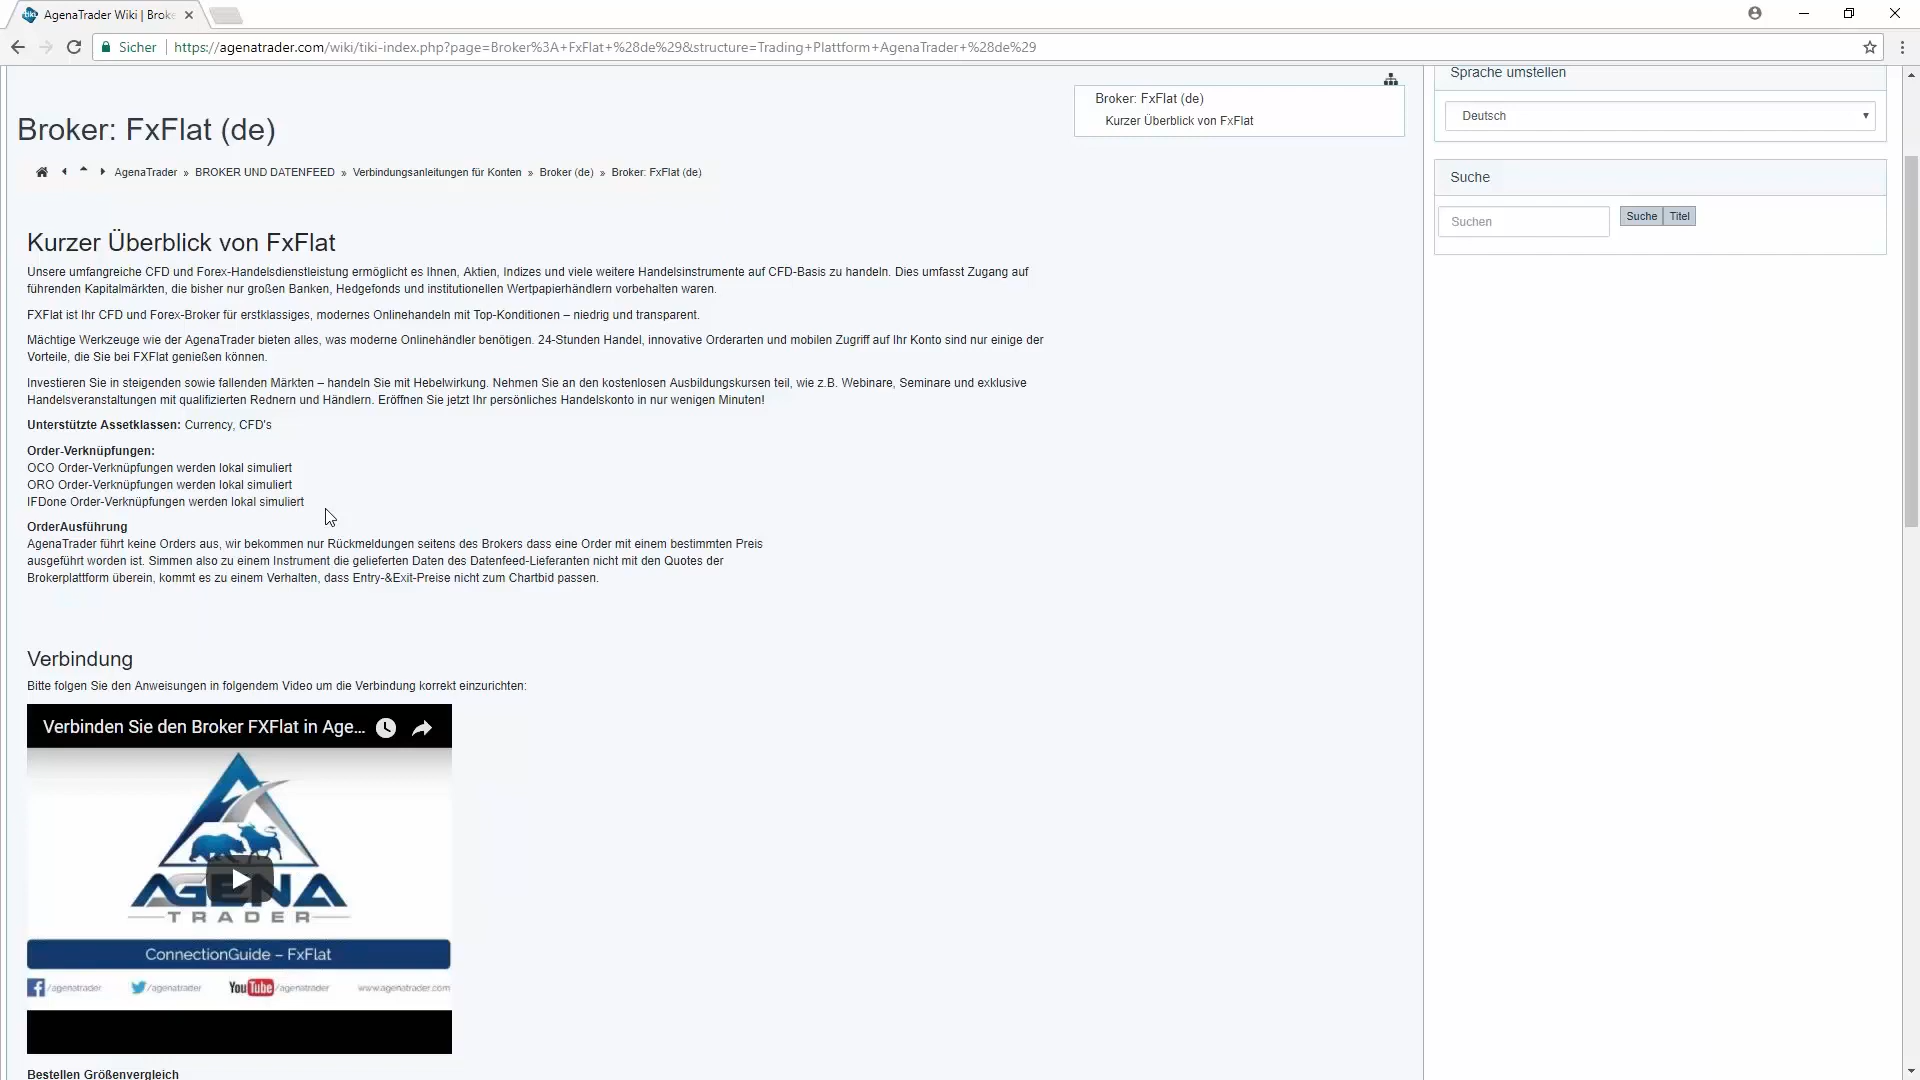 AgenaTrader Wiki | Broke
Sicher
https://agenatrader.com/wiki/tiki-index.php?page=Broker%3A+FxFlat+%28de%29&structure=Trading+Plattform+AgenaTrader+%28de%29
Sprache umstellen
Deutsch
Broker: FxFlat (de)
Kurzer Überblick von FxFlat
Broker: FxFlat (de)
Suche
Suchen
Suche
Titel
AgenaTrader » BROKER UND DATENFEED » Verbindungsanleitungen für Konten » Broker (de) » Broker: FxFlat (de)
Kurzer Überblick von FxFlat
Unsere umfangreiche CFD und Forex-Handelsdienstleistung ermöglicht es Ihnen, Aktien, Indizes und viele weitere Handelsinstrumente auf CFD-Basis zu handeln. Dies umfasst Zugang auf
führenden Kapitalmärkten, die bisher nur großen Banken, Hedgefonds und institutionellen Wertpapierhändlern vorbehalten waren.
FXFlat ist Ihr CFD und Forex-Broker für erstklassiges, modernes Onlinehandeln mit Top-Konditionen – niedrig und transparent.
Mächtige Werkzeuge wie der AgenaTrader bieten alles, was moderne Onlinehändler benötigen. 24-Stunden Handel, innovative Orderarten und mobilen Zugriff auf Ihr Konto sind nur einige der
Vorteile, die Sie bei FXFlat genießen können.
Investieren Sie in steigenden sowie fallenden Märkten – handeln Sie mit Hebelwirkung. Nehmen Sie an den kostenlosen Ausbildungskursen teil, wie z.B. Webinare, Seminare und exklusive
Handelsveranstaltungen mit qualifizierten Rednern und Händlern. Eröffnen Sie jetzt Ihr persönliches Handelskonto in nur wenigen Minuten!
Unterstützte Assetklassen: Currency, CFD's
Order-Verknüpfungen:
OCO Order-Verknüpfungen werden lokal simuliert
ORO Order-Verknüpfungen werden lokal simuliert
IFDone Order-Verknüpfungen werden lokal simuliert
OrderAusführung
AgenaTrader führt keine Orders aus, wir bekommen nur Rückmeldungen seitens des Brokers dass eine Order mit einem bestimmten Preis
ausgeführt worden ist. Simmen also zu einem Instrument die gelieferten Daten des Datenfeed-Lieferanten nicht mit den Quotes der
Brokerplattform überein, kommt es zu einem Verhalten, dass Entry-&Exit-Preise nicht zum Chartbid passen.
Verbindung
Bitte folgen Sie den Anweisungen in folgendem Video um die Verbindung korrekt einzurichten:
Verbinden Sie den Broker FXFlat in Age...
AGENA
TRADER
ConnectionGuide – FxFlat
/agenatrader
/agenatrader
YouTube /agenatrader
www.agenatrader.com
Bestellen Größenvergleich